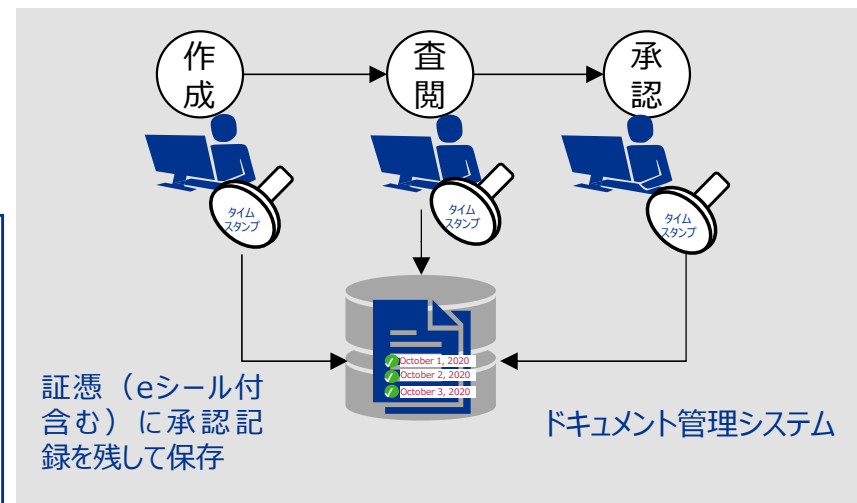 作成
査閲
承認
タイム
スタンプ
タイム
スタンプ
タイム
スタンプ
October 1, 2020
October 2, 2020
October 3, 2020
証憑（eシール付
含む）に承認記
録を残して保存
ドキュメント管理システム